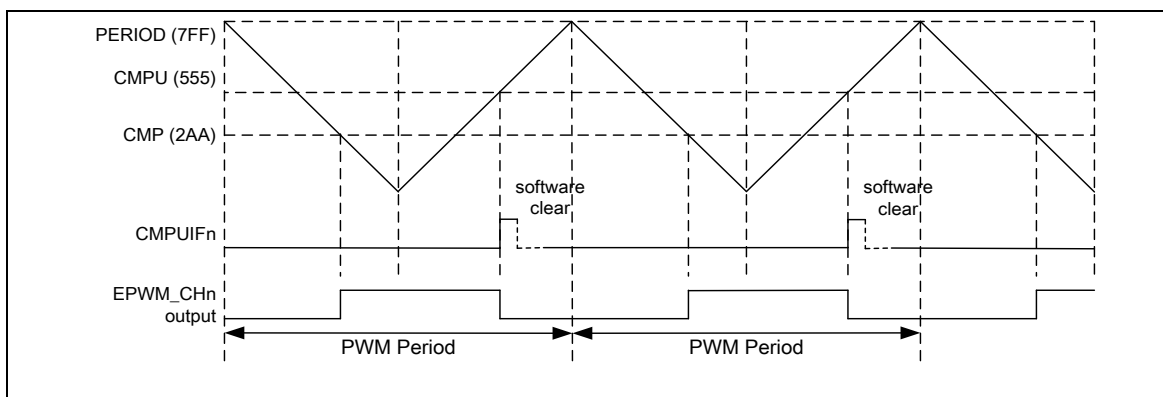 PERIOD (7FF)
CMPU (555)
CMP (2AA)
software
clear
software
clear
CMPUIFn
EPWM_CHn
output
PWM Period
PWM Period